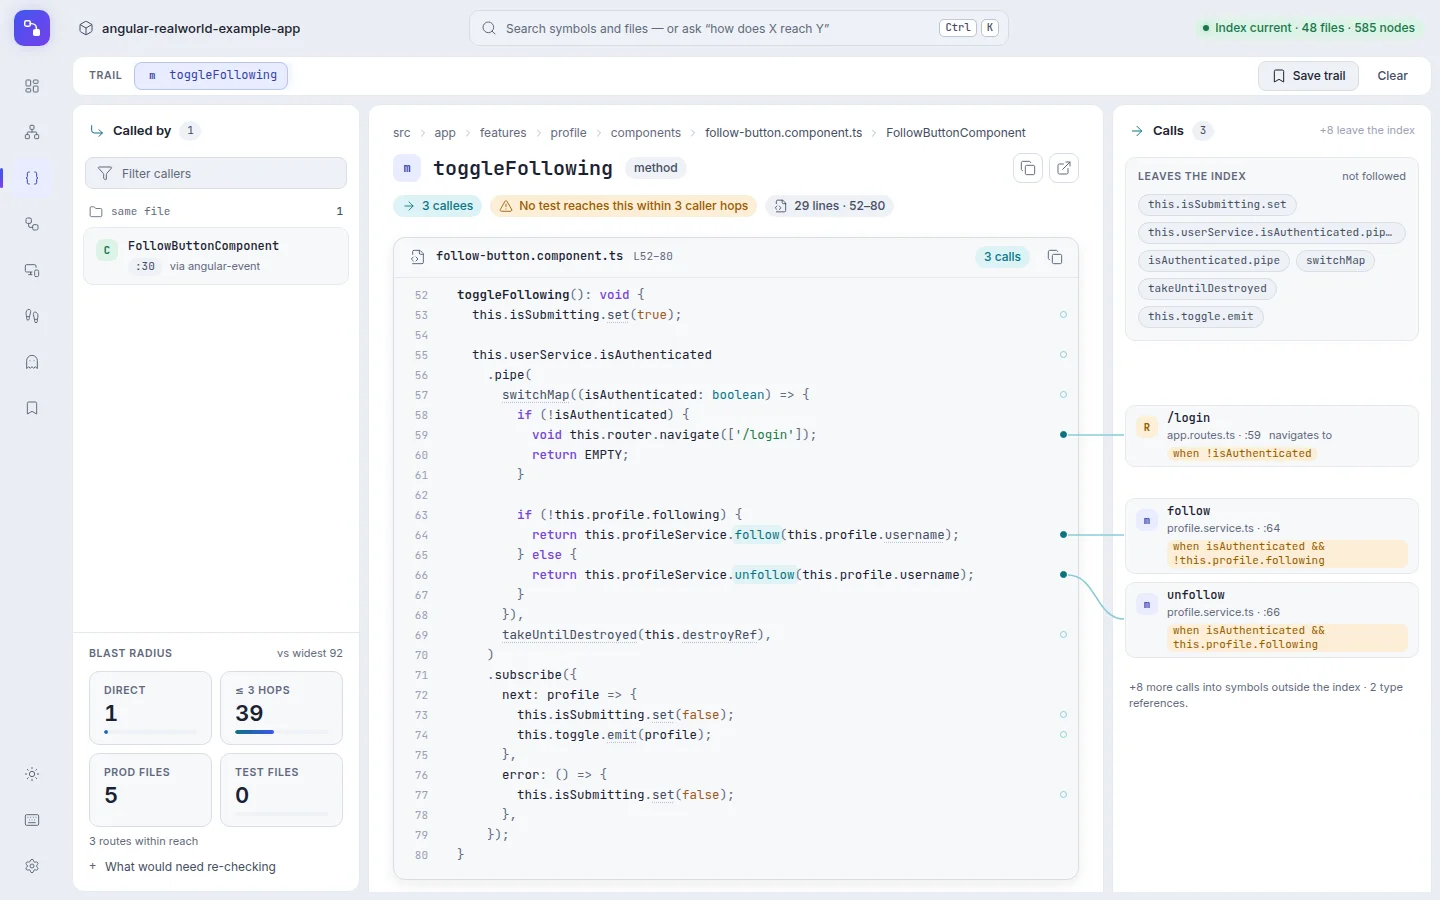 angular-realworld-example-app
Search symbols and files — or ask “how does X reach Y”
Ctrl K
Index current · 48 files · 585 nodes
TRAIL
m toggleFollowing
Save trail
Clear
Called by 1
Filter callers
same file 1
C FollowButtonComponent
:30 via angular-event
BLAST RADIUS vs widest 92
DIRECT
1
≤ 3 HOPS
39
PROD FILES
5
TEST FILES
0
3 routes within reach
+ What would need re-checking
src > app > features > profile > components > follow-button.component.ts > FollowButtonComponent
m toggleFollowing method
3 callees
No test reaches this within 3 caller hops
29 lines · 52–80
follow-button.component.ts L52–80 3 calls
52 toggleFollowing(): void {
53 this.isSubmitting.set(true);
54
55 this.userService.isAuthenticated
56 .pipe(
57 switchMap((isAuthenticated: boolean) => {
58 if (!isAuthenticated) {
59 void this.router.navigate(['/login']);
60 return EMPTY;
61 }
62
63 if (!this.profile.following) {
64 return this.profileService.follow(this.profile.username);
65 } else {
66 return this.profileService.unfollow(this.profile.username);
67 }
68 }),
69 takeUntilDestroyed(this.destroyRef),
70 )
71 .subscribe({
72 next: profile => {
73 this.isSubmitting.set(false);
74 this.toggle.emit(profile);
75 },
76 error: () => {
77 this.isSubmitting.set(false);
78 },
79 });
80 }
Calls 3
+8 leave the index
LEAVES THE INDEX not followed
this.isSubmitting.set
this.userService.isAuthenticated.pip…
isAuthenticated.pipe switchMap
takeUntilDestroyed
this.toggle.emit
R /login
app.routes.ts · :59 navigates to
when !isAuthenticated
m follow
profile.service.ts · :64
when isAuthenticated &&
!this.profile.following
m unfollow
profile.service.ts · :66
when isAuthenticated &&
this.profile.following
+8 more calls into symbols outside the index · 2 type
references.